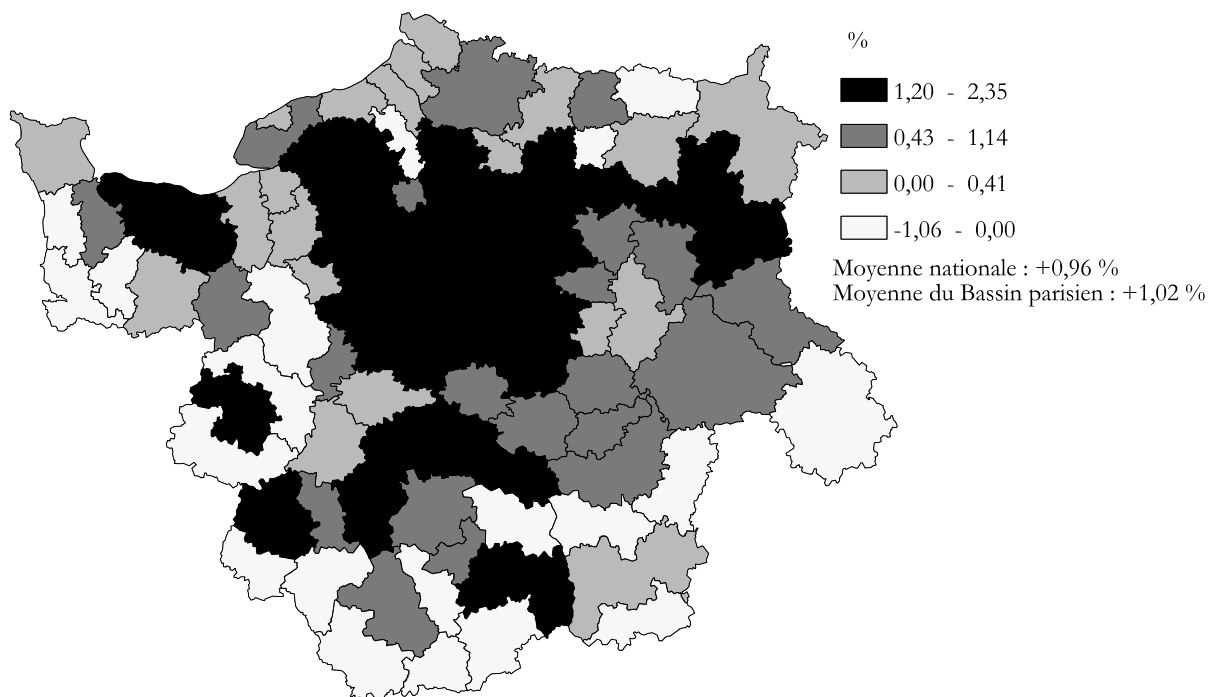 %
1,20 - 2,35
0,43 - 1,14
0,00 - 0,41
-1,06 - 0,00
Moyenne nationale : +0,96 %
Moyenne du Bassin parisien : +1,02 %